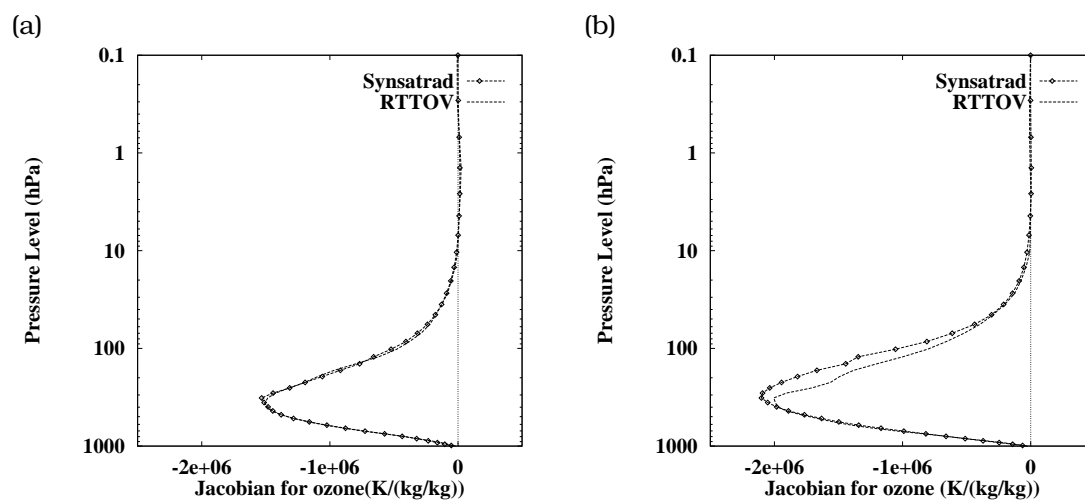 (a)
(b)
0.1
Synsatrad
RTTOV
1
10
100
1000
Pressure Level (hPa)
-2e+06
-1e+06
0
Jacobian for ozone(K/(kg/kg))
0.1
Synsatrad
RTTOV
1
10
100
1000
Pressure Level (hPa)
-2e+06
-1e+06
0
Jacobian for ozone (K/(kg/kg))